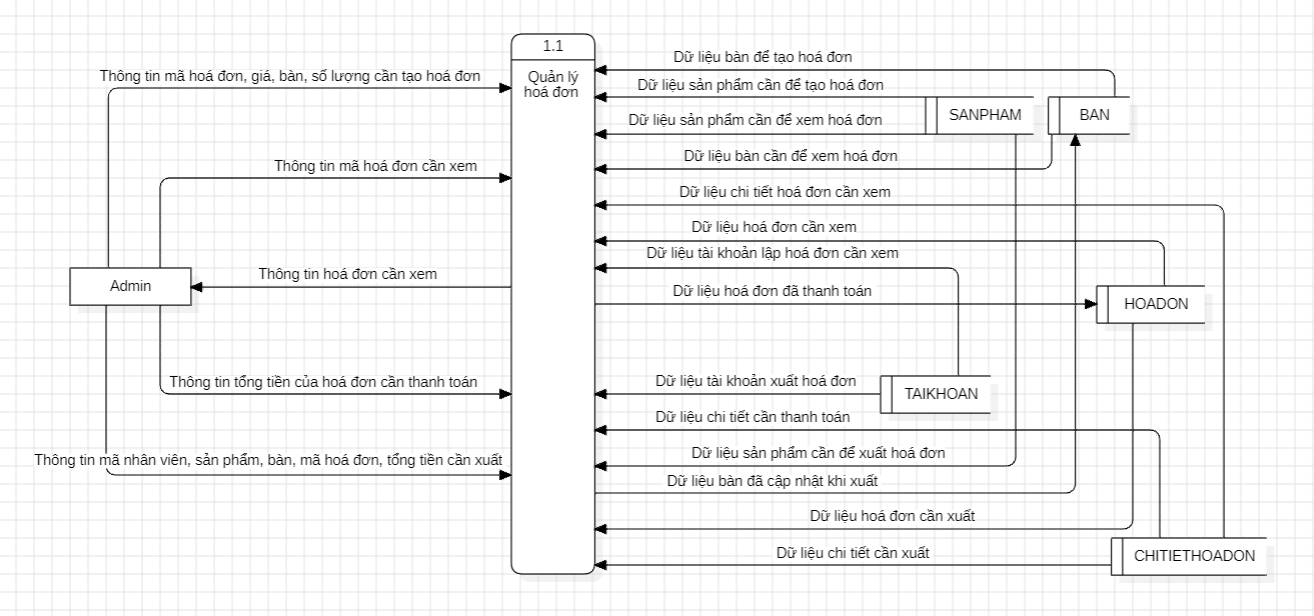 1.1
Quản lý
hoá đơn
Thông tin mã hoá đơn, giá, bàn, số lượng cần tạo hoá đơn
Thông tin mã hoá đơn cần xem
Thông tin hoá đơn cần xem
Admin
Thông tin tổng tiền của hoá đơn cần thanh toán
Thông tin mã nhân viên, sản phẩm, bàn, mã hoá đơn, tổng tiền cần xuất
Dữ liệu bàn để tạo hoá đơn
Dữ liệu sản phẩm cần để tạo hoá đơn
SANPHAM
BAN
Dữ liệu sản phẩm cần để xem hoá đơn
Dữ liệu bàn cần để xem hoá đơn
Dữ liệu chi tiết hoá đơn cần xem
Dữ liệu hoá đơn cần xem
Dữ liệu tài khoản lập hoá đơn cần xem
Dữ liệu hoá đơn đã thanh toán
HOADON
Dữ liệu tài khoản xuất hoá đơn
TAIKHOAN
Dữ liệu chi tiết cần thanh toán
Dữ liệu sản phẩm cần để xuất hoá đơn
Dữ liệu bàn đã cập nhật khi xuất
Dữ liệu hoá đơn cần xuất
Dữ liệu chi tiết cần xuất
CHITIETHOADON